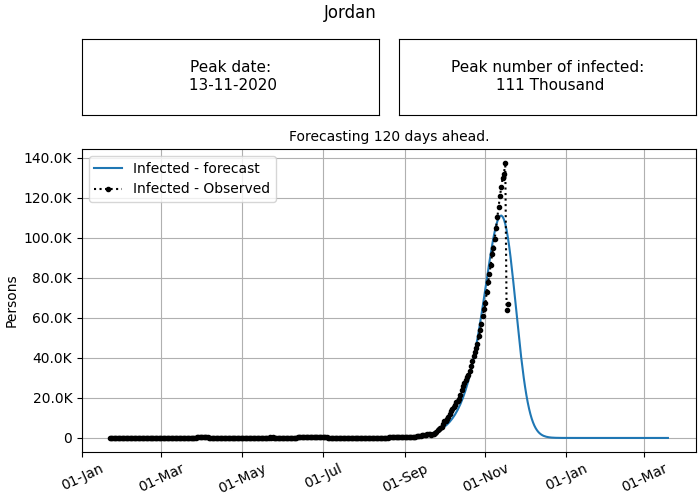 Jordan
Peak date:
13-11-2020
Peak number of infected:
111 Thousand
Forecasting 120 days ahead.
Infected - forecast
Infected - Observed
140.0K
120.0K
100.0K
80.0K
60.0K
40.0K
20.0K
0
Persons
01-Jan
01-Mar
01-May
01-Jul
01-Sep
01-Nov
01-Jan
01-Mar